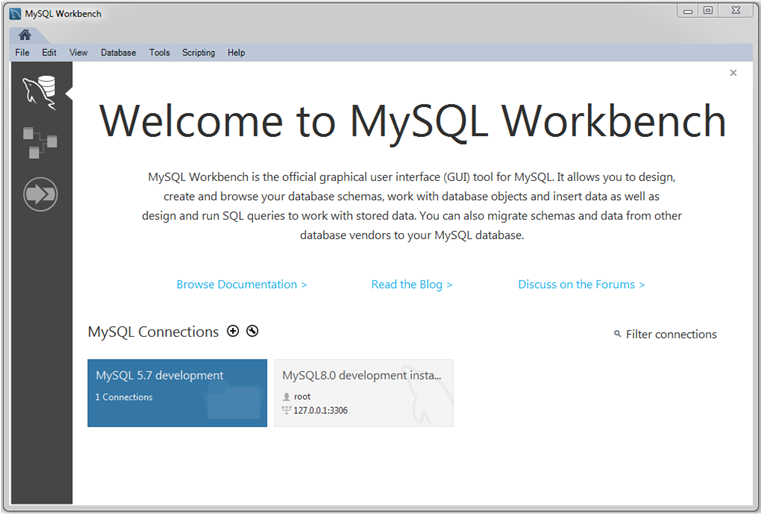 MySQL Workbench
File Edit View Database Tools Scripting Help
Welcome to MySQL Workbench
MySQL Workbench is the official graphical user interface (GUI) tool for MySQL. It allows you to design,
create and browse your database schemas, work with database objects and insert data as well as
design and run SQL queries to work with stored data. You can also migrate schemas and data from other
database vendors to your MySQL database.
Browse Documentation > Read the Blog > Discuss on the Forums >
MySQL Connections Filter connections
MySQL 5.7 development
1 Connections
MySQL8.0 development insta...
root
127.0.0.1:3306